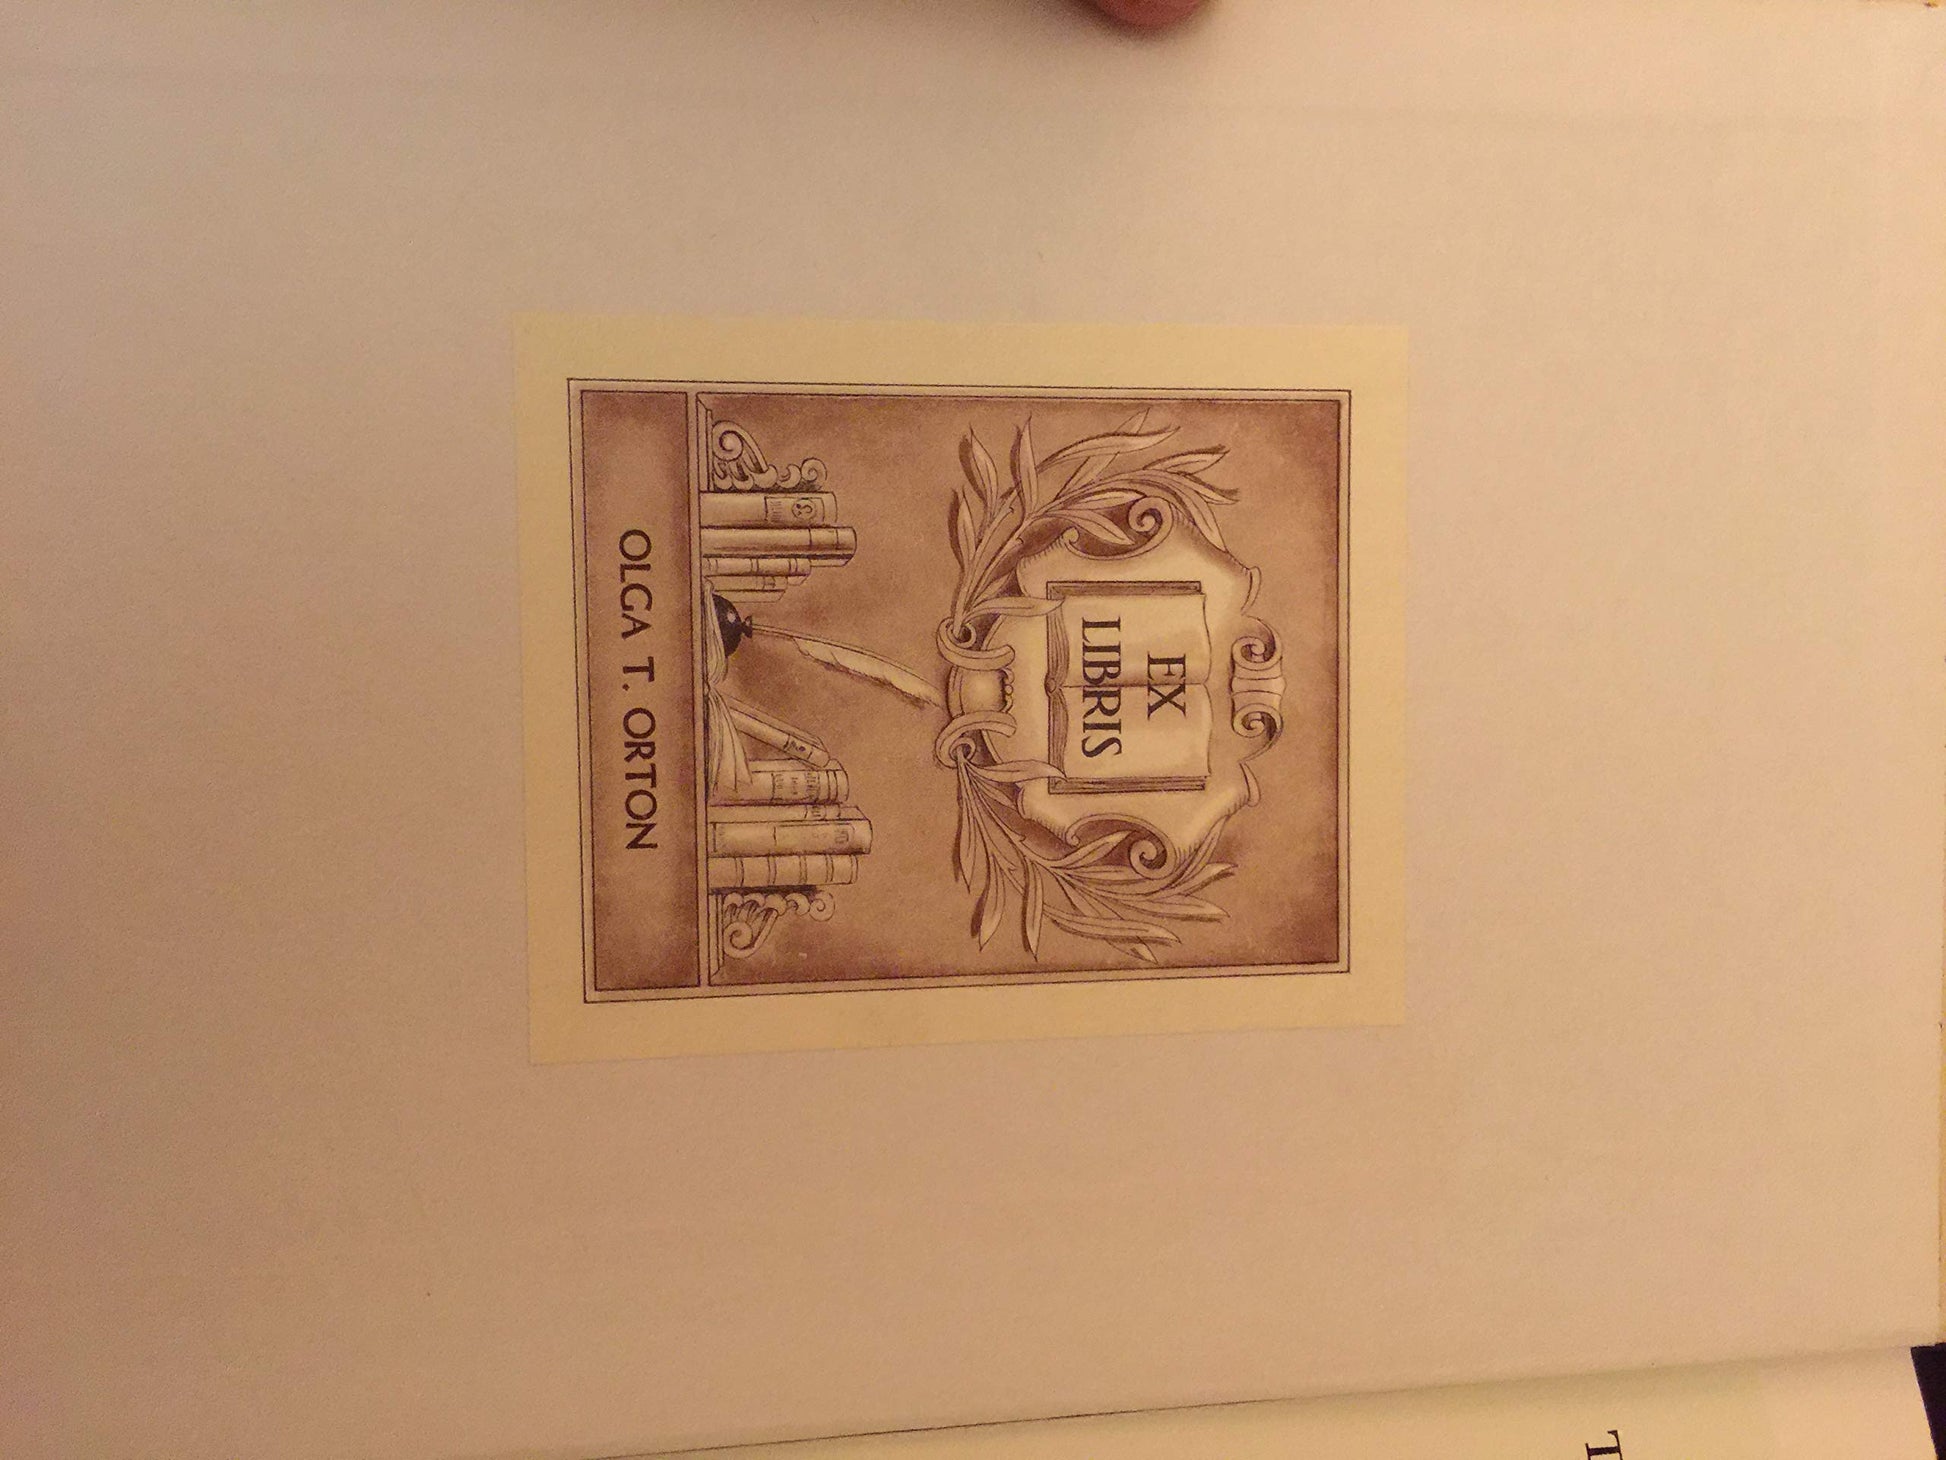 EX
LIBRIS
OLGA T. ORTON
T